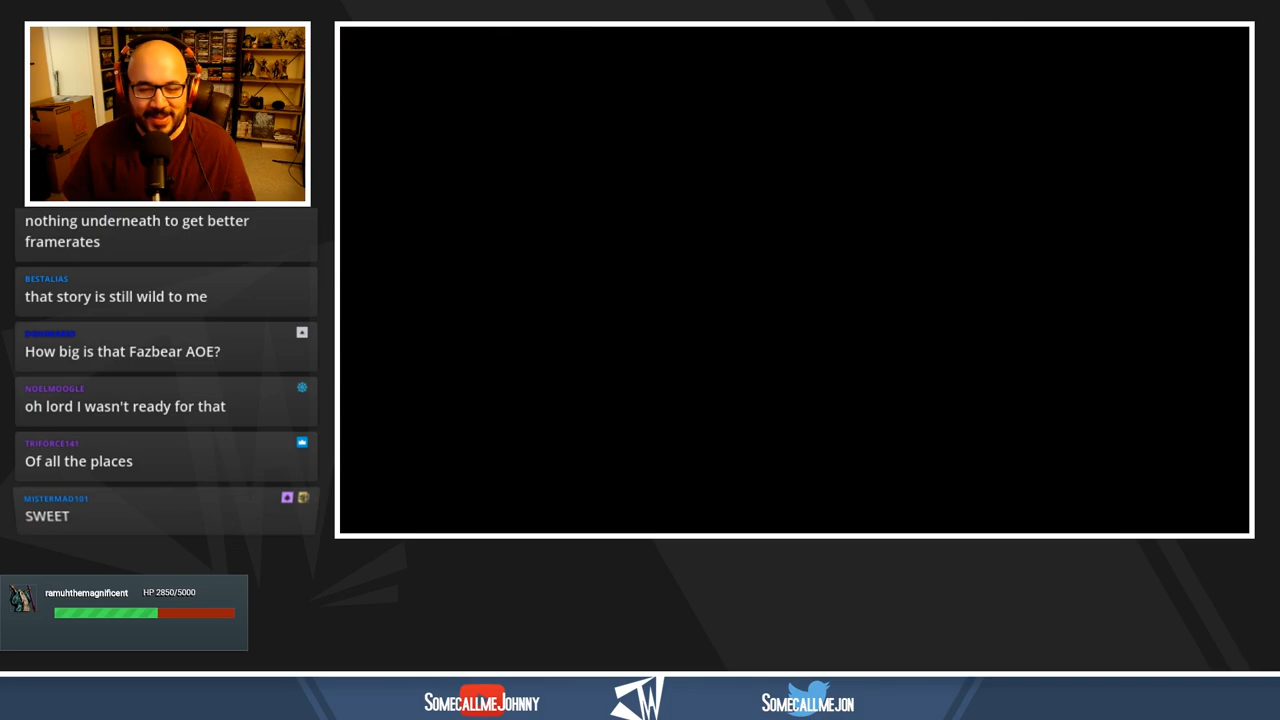 nothing underneath to get better
framerates
BESTALIAS
that story is still wild to me
How big is that Fazbear AOE?
NOELMOOGLE
oh lord I wasn't ready for that
TRIFORCE141
Of all the places
MISTERMAD101
SWEET
ramuhthemagnificent HP 2850/5000
SOMECALLMEJOHNNY
SOMECALLMEJON